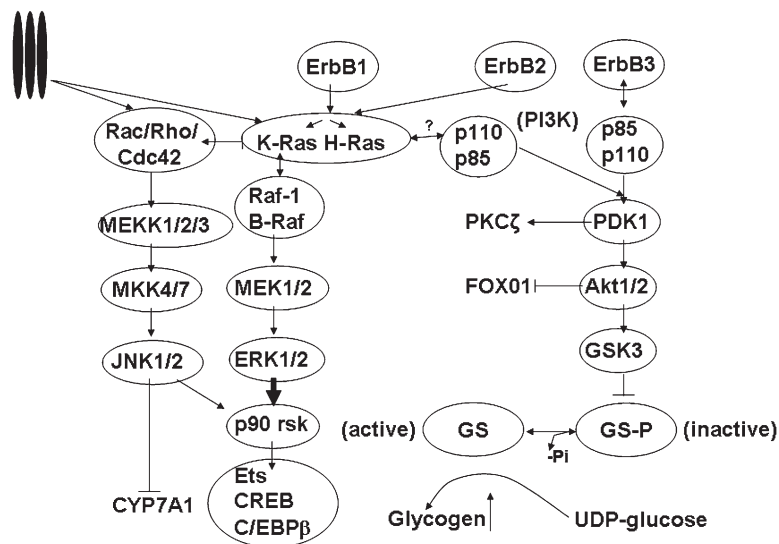 ErbB1
ErbB2
ErbB3
Rac/Rho/
Cdc42
K-Ras H-Ras
?
p110
p85
(PI3K)
p85
p110
Raf-1
B-Raf
MEKK1/2/3
PKCζ
PDK1
MKK4/7
MEK1/2
FOX01
Akt1/2
JNK1/2
ERK1/2
GSK3
p90 rsk
(active)
GS
GS-P
(inactive)
-Pi
Ets
CREB
C/EBPβ
CYP7A1
Glycogen
UDP-glucose